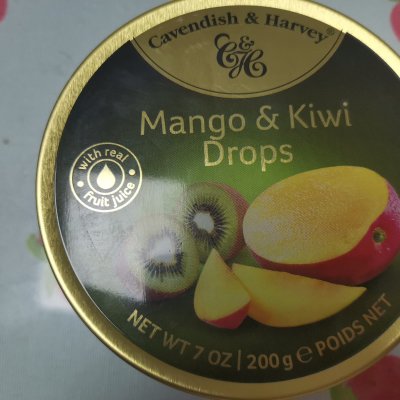 Cavendish & Harvey®
C&H
Mango & Kiwi
Drops
with real
fruit juice
NET WT 7 OZ | 200g ℮ POIDS NET